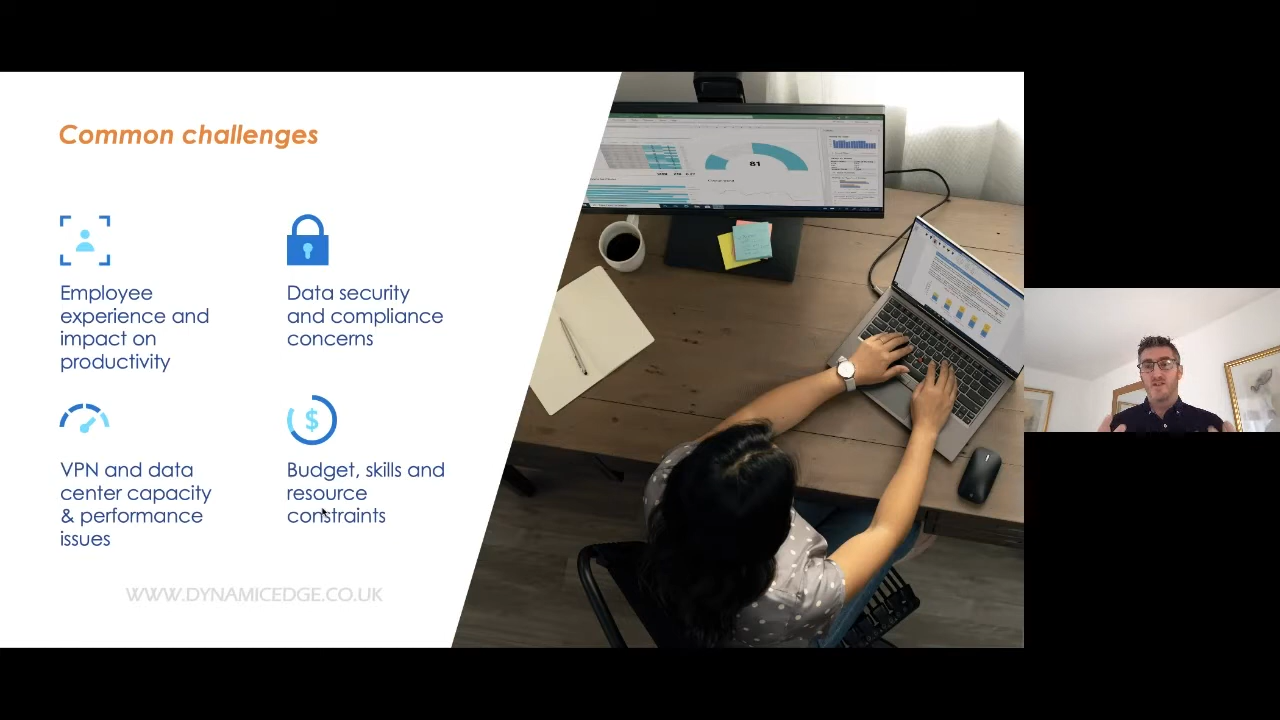 Common challenges
Employee
experience and
impact on
productivity
Data security
and compliance
concerns
VPN and data
center capacity
& performance
issues
$
Budget, skills and
resource
constraints
WWW.DYNAMICEDGE.CO.UK
81